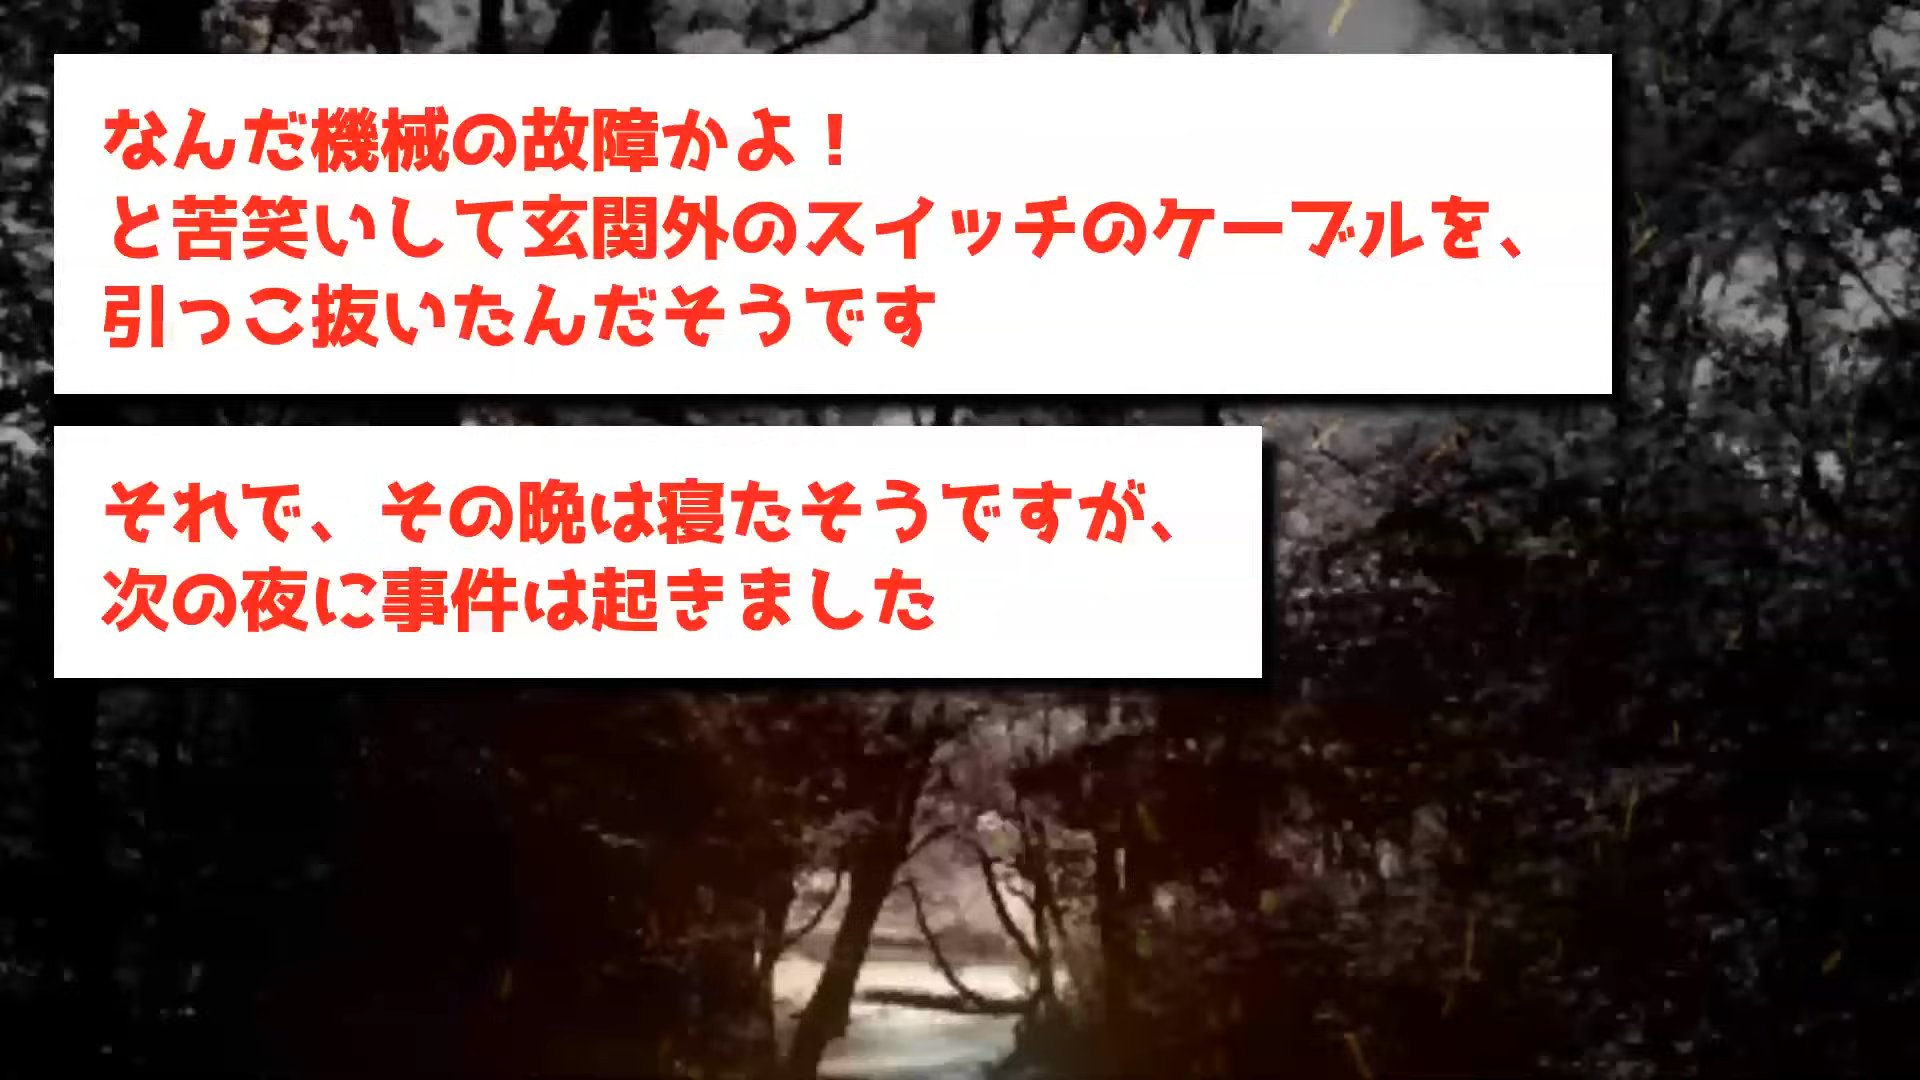 なんだ機械の故障かよ！
と苦笑いして玄関外のスイッチのケーブルを、
引っこ抜いたんだそうです
それで、その晩は寝たそうですが、
次の夜に事件は起きました